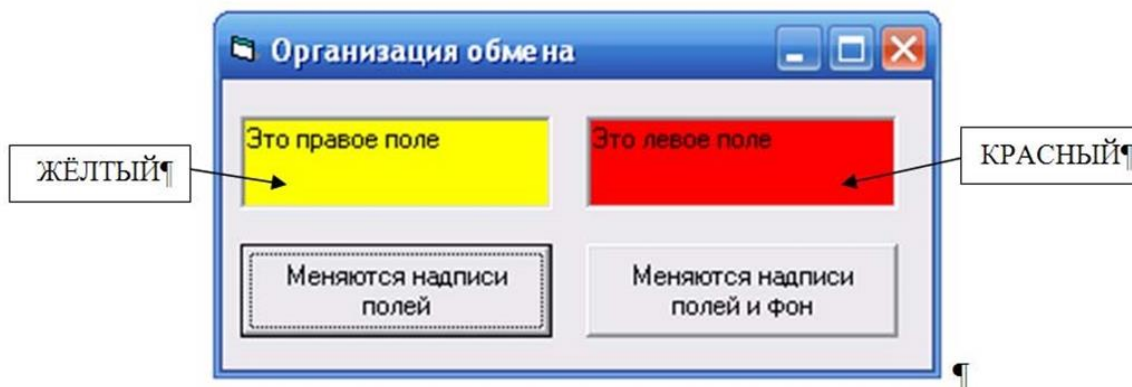 Организация обмена
Это правое поле
Это левое поле
ЖЁЛТЫЙ¶
КРАСНЫЙ¶
Меняются надписи
полей
Меняются надписи
полей и фон
¶